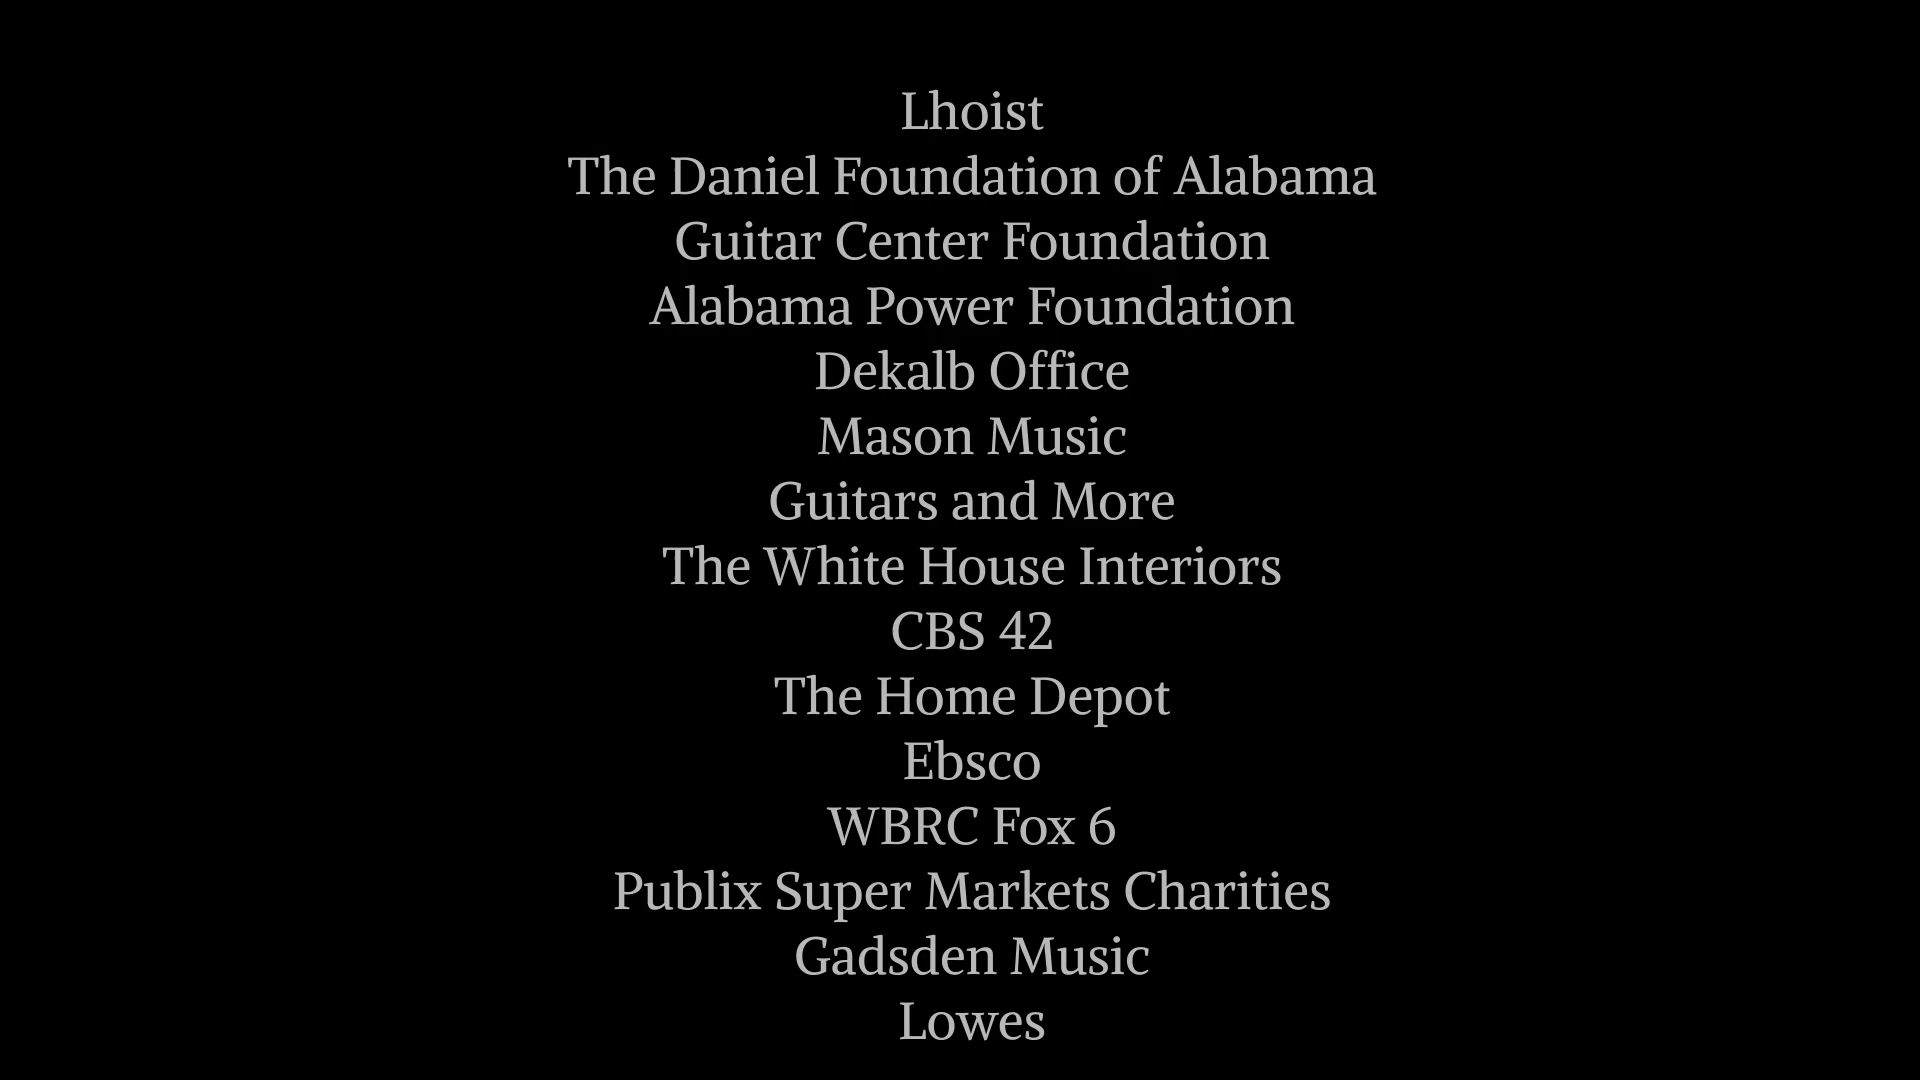 Lhoist
The Daniel Foundation of Alabama
Guitar Center Foundation
Alabama Power Foundation
Dekalb Office
Mason Music
Guitars and More
The White House Interiors
CBS 42
The Home Depot
Ebsco
WBRC Fox 6
Publix Super Markets Charities
Gadsden Music
Lowes